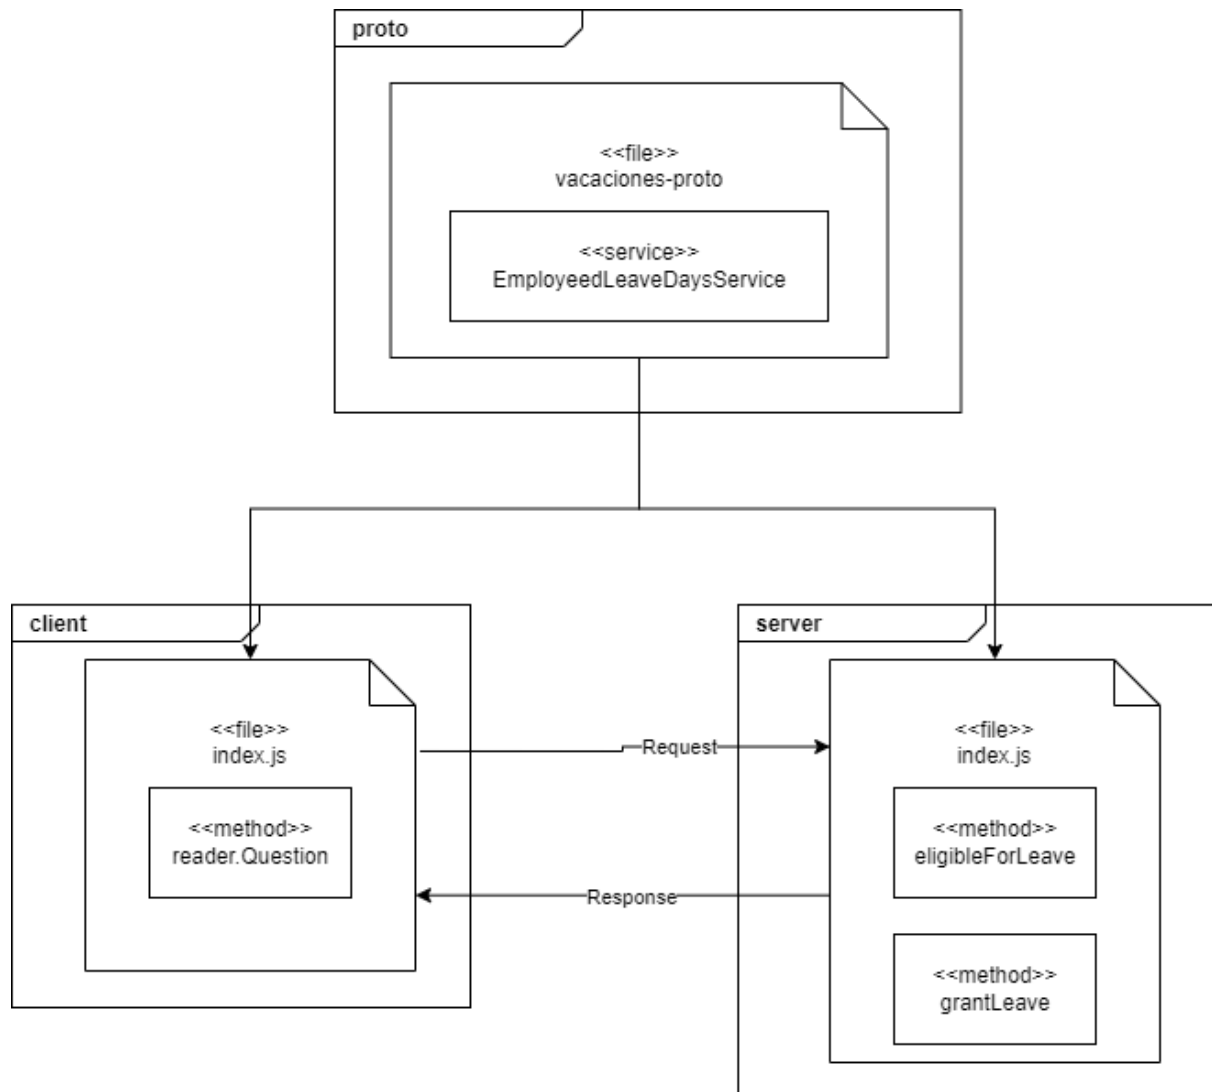 proto
<<file>>
vacaciones-proto
<<service>>
EmployeedLeaveDaysService
client
<<file>>
index.js
<<method>>
reader.Question
Request
Response
server
<<file>>
index.js
<<method>>
eligibleForLeave
<<method>>
grantLeave